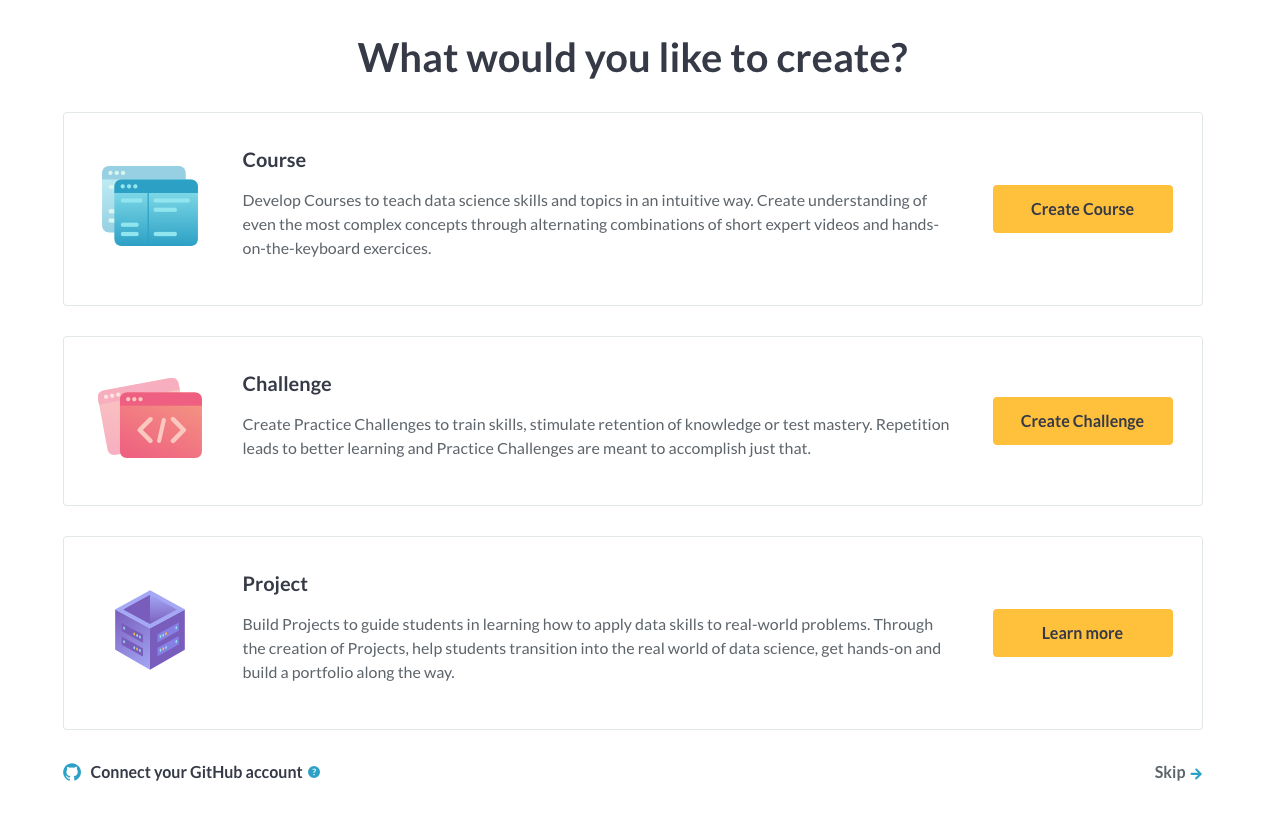 What would you like to create?
Course
Develop Courses to teach data science skills and topics in an intuitive way. Create understanding of
even the most complex concepts through alternating combinations of short expert videos and hands-
on-the-keyboard exercices.
Create Course
Challenge
Create Practice Challenges to train skills, stimulate retention of knowledge or test mastery. Repetition
leads to better learning and Practice Challenges are meant to accomplish just that.
Create Challenge
Project
Build Projects to guide students in learning how to apply data skills to real-world problems. Through
the creation of Projects, help students transition into the real world of data science, get hands-on and
build a portfolio along the way.
Learn more
Connect your GitHub account ?
Skip →